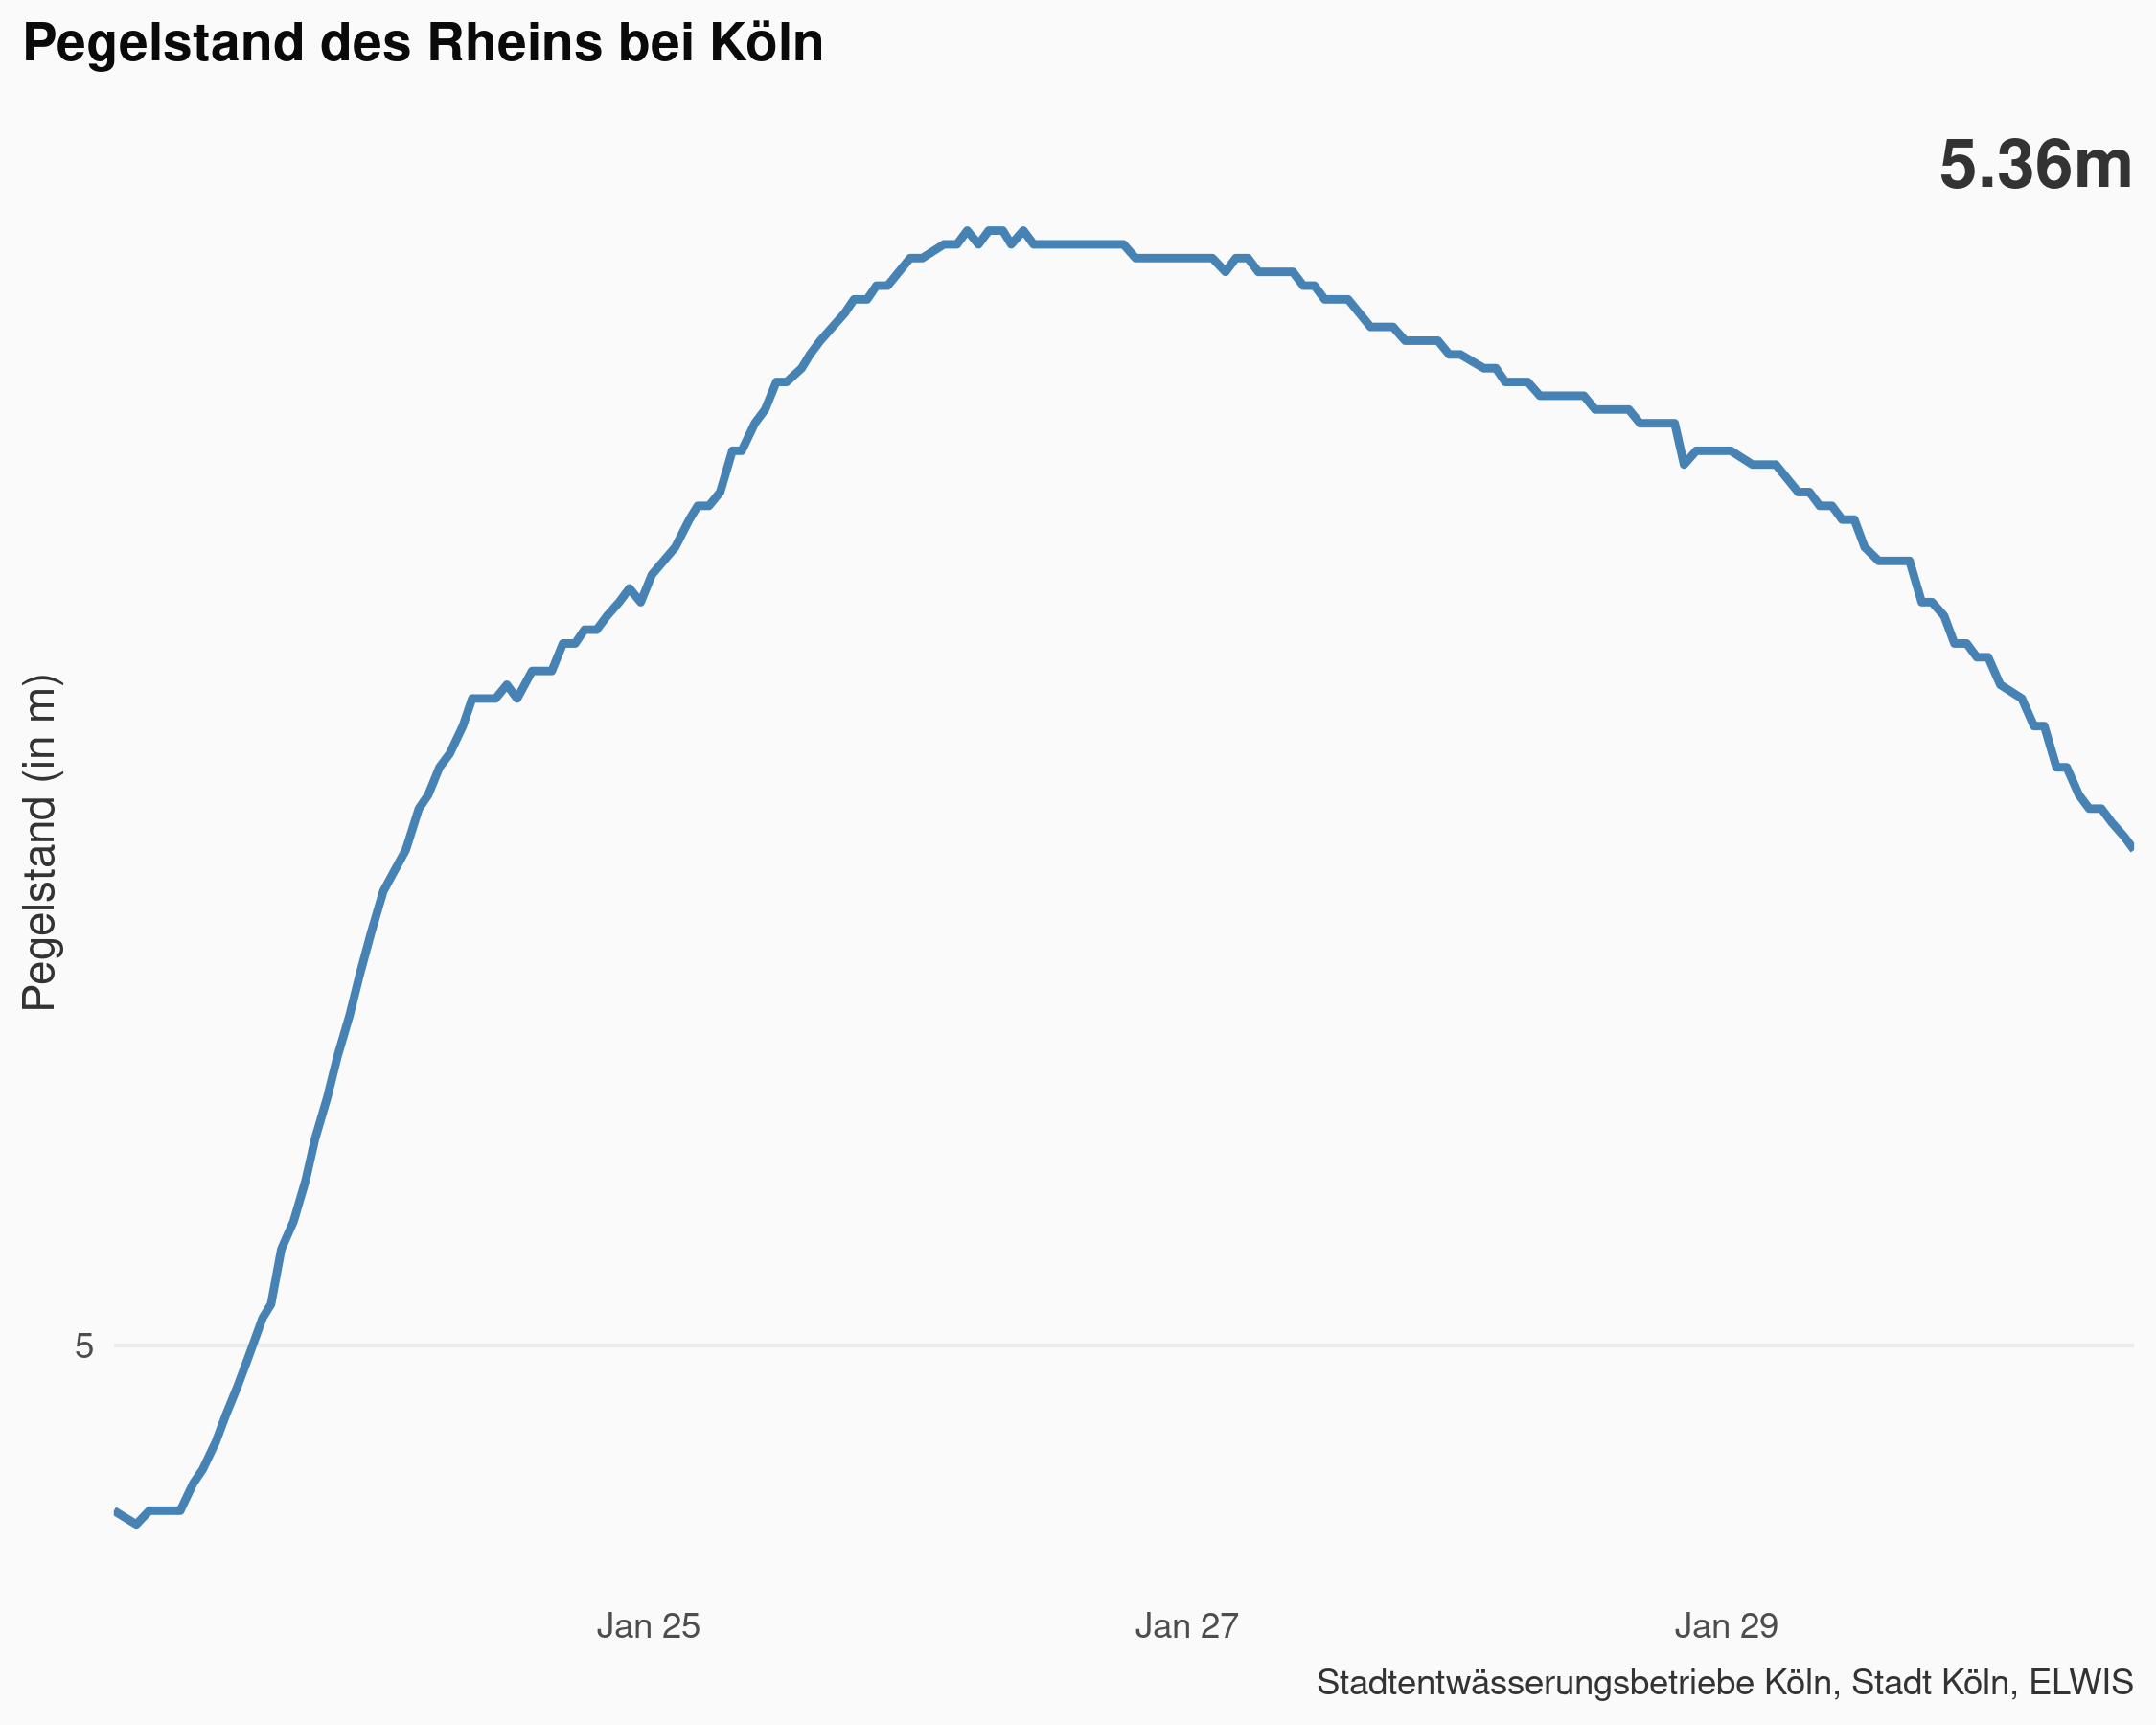 Pegelstand des Rheins bei Köln
5.36m
Pegelstand (in m)
5
Jan 25
Jan 27
Jan 29
Stadtentwässerungsbetriebe Köln, Stadt Köln, ELWIS